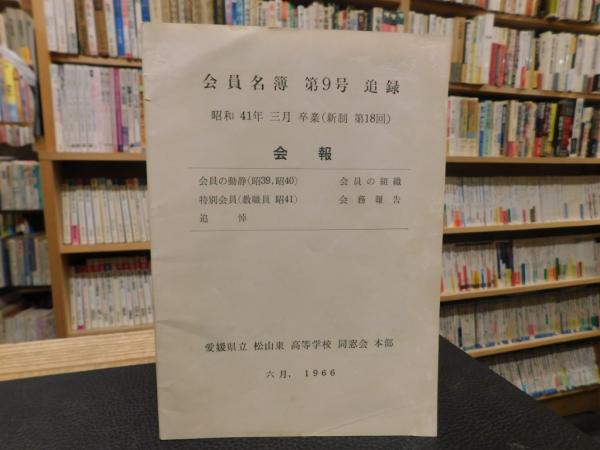 会員名簿 第9号 追録
昭和 41年 三月 卒業(新制 第18回)
会報
会員の動静(昭39,昭40) 会員の組織
特別会員(教職員 昭41) 会務報告
追悼
愛媛県立 松山東 高等学校 同窓会 本部
六月, 1966